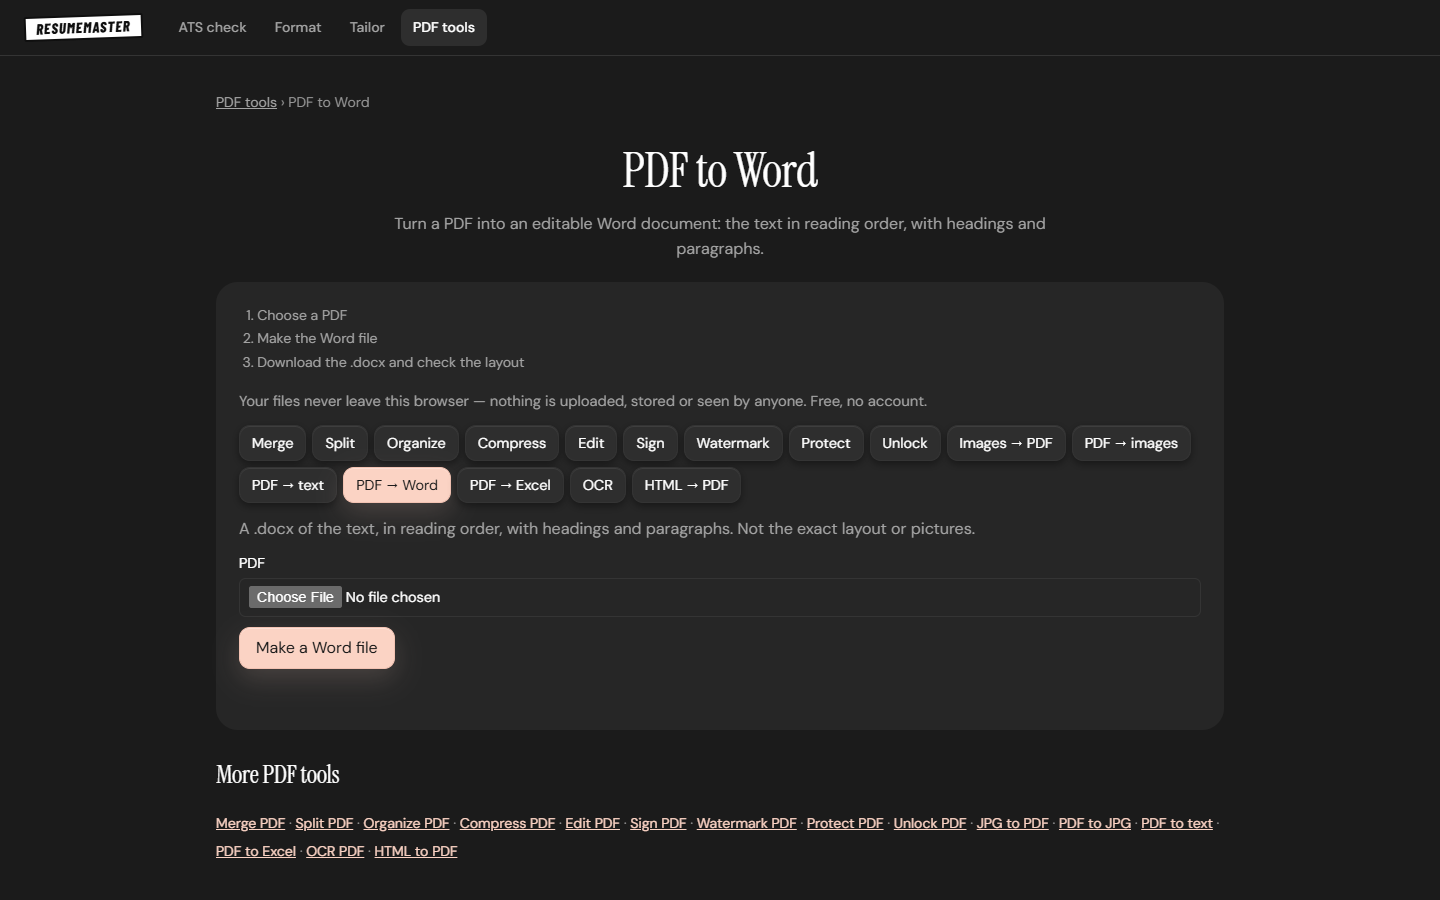 RESUMEMASTER ATS check Format Tailor PDF tools
PDF tools › PDF to Word
PDF to Word
Turn a PDF into an editable Word document: the text in reading order, with headings and
paragraphs.
1. Choose a PDF
2. Make the Word file
3. Download the .docx and check the layout
Your files never leave this browser — nothing is uploaded, stored or seen by anyone. Free, no account.
Merge Split Organize Compress Edit Sign Watermark Protect Unlock Images → PDF PDF → images
PDF → text PDF → Word PDF → Excel OCR HTML → PDF
A .docx of the text, in reading order, with headings and paragraphs. Not the exact layout or pictures.
PDF
Choose File No file chosen
Make a Word file
More PDF tools
Merge PDF · Split PDF · Organize PDF · Compress PDF · Edit PDF · Sign PDF · Watermark PDF · Protect PDF · Unlock PDF · JPG to PDF · PDF to JPG · PDF to text ·
PDF to Excel · OCR PDF · HTML to PDF